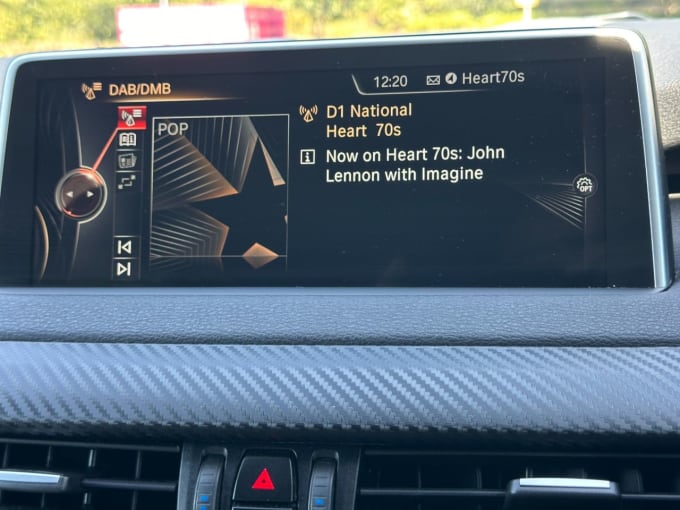 DAB/DMB
12:20 Heart70s
POP
D1 National
Heart 70s
Now on Heart 70s: John
Lennon with Imagine
OPT